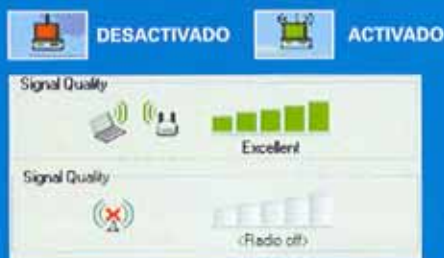 DESACTIVADO
ACTIVADO
Signal Quality
Excellent
Signal Quality
<Radio off>